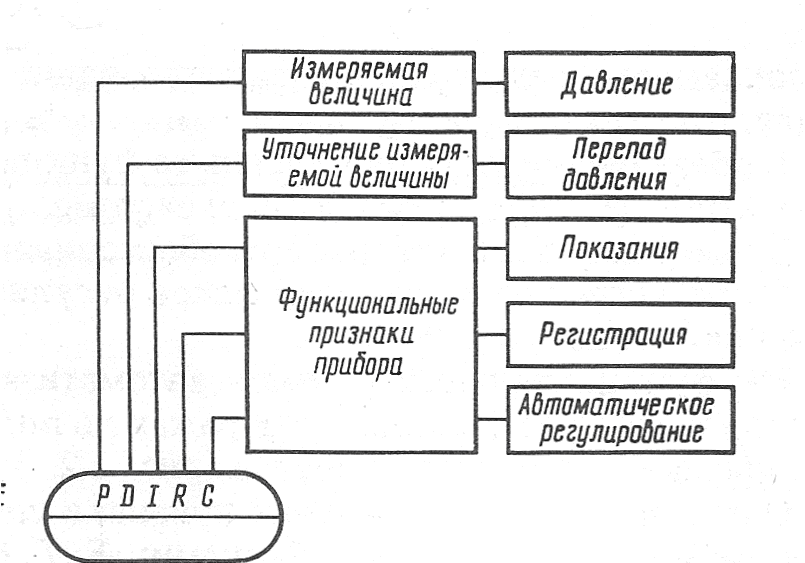 Измеряемая
величина
Давление
Уточнение измеря-
емой величины
Перепад
давления
Функциональные
признаки
прибора
Показания
Регистрация
Автоматическое
регулирование
P D I R C